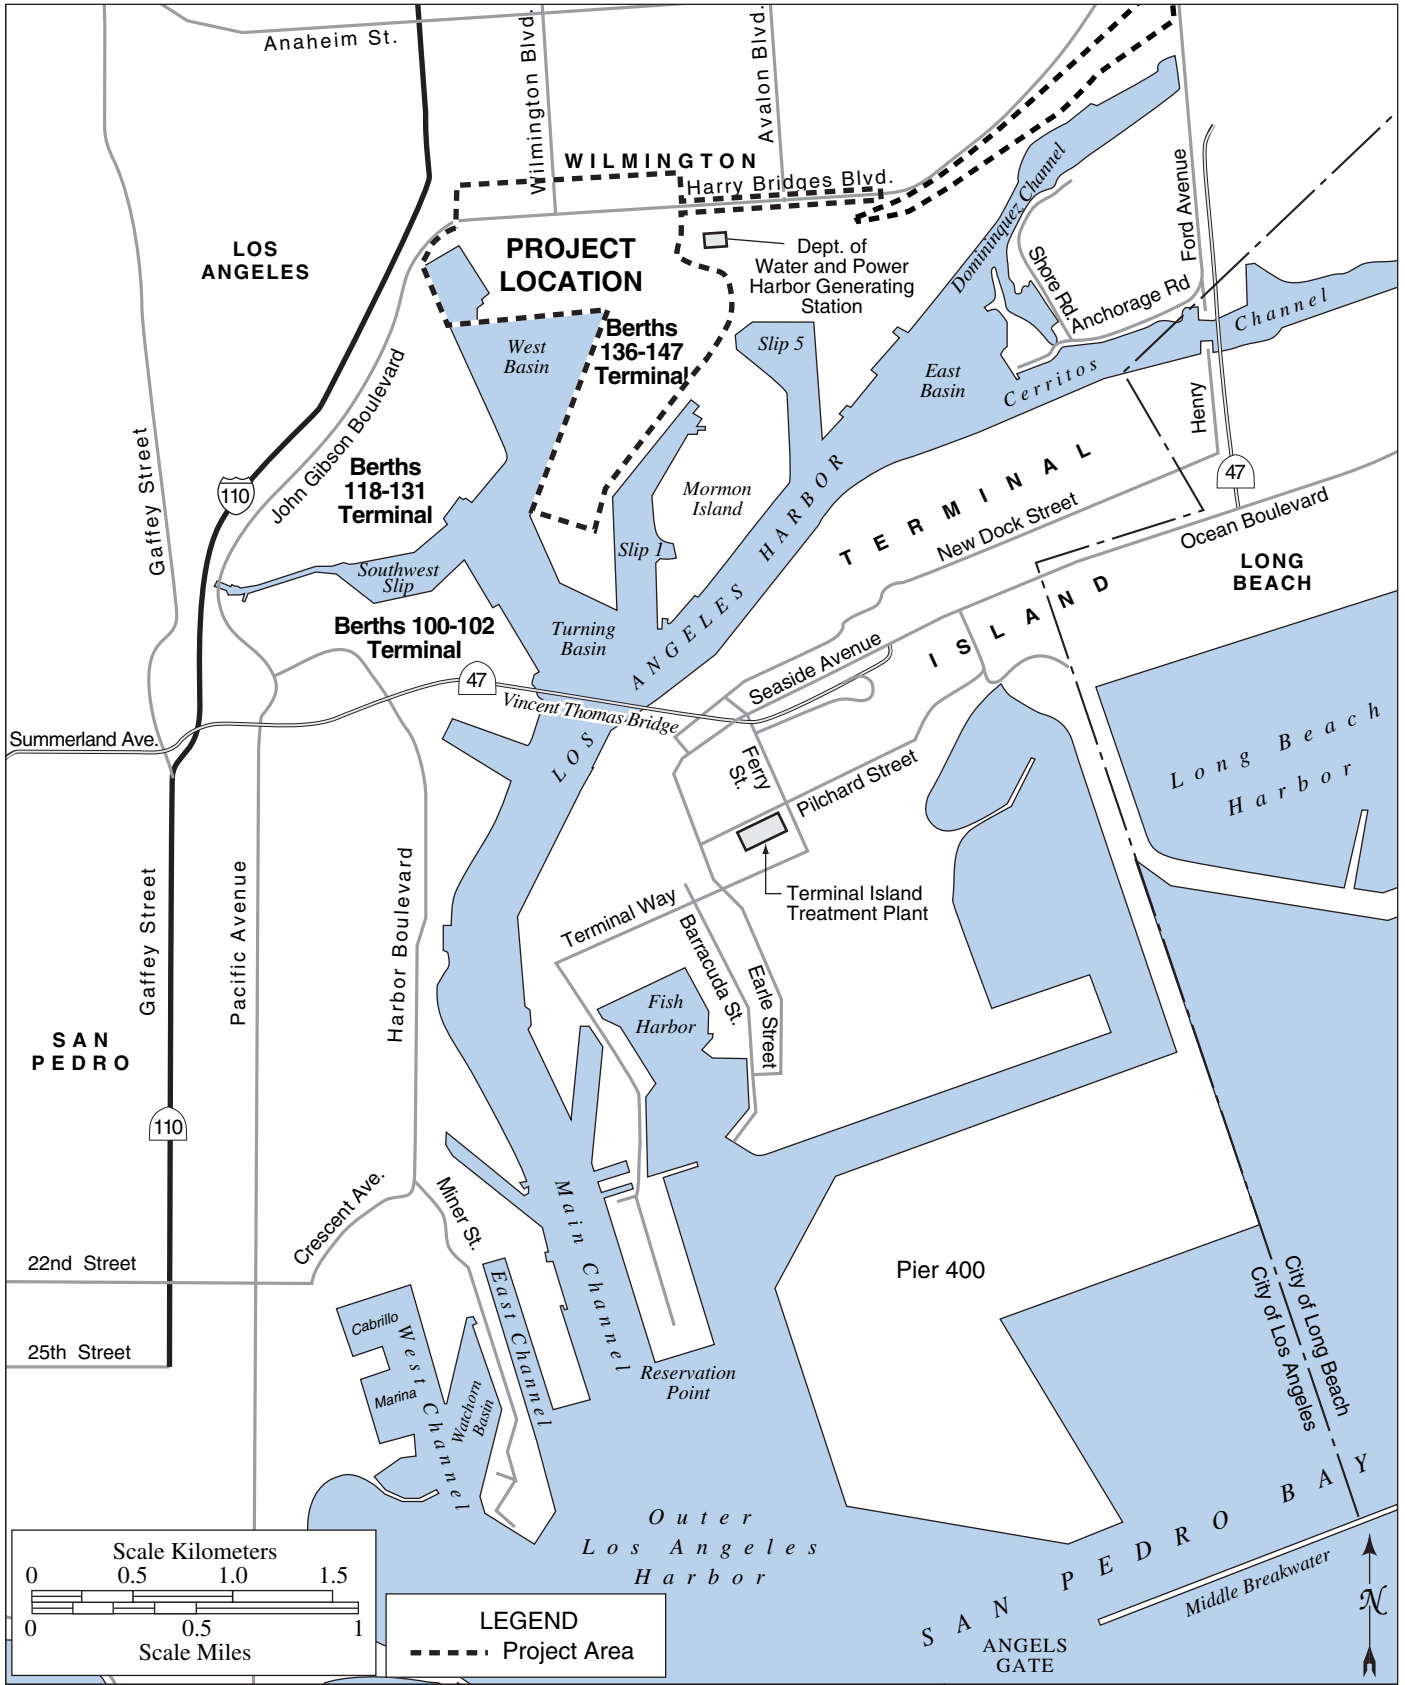 Anaheim St.
Wilmington Blvd.
Avalon Blvd.
WILMINGTON
Harry Bridges Blvd.
LOS
ANGELES
PROJECT
LOCATION
Dept. of
Water and Power
Harbor Generating
Station
Dominquez Channel
Ford Avenue
Shore Rd.
Anchorage Rd
Channel
Cerritos
Berths
136-147
Terminal
West
Basin
Slip 5
East
Basin
Henry
John Gibson Boulevard
Gaffey Street
110
Berths
118-131
Terminal
Mormon
Island
47
TERMINAL
New Dock Street
Ocean Boulevard
LONG
BEACH
Southwest
Slip
Slip 1
Berths 100-102
Terminal
Turning
Basin
LOS ANGELES HARBOR
ISLAND
Seaside Avenue
47
Vincent Thomas Bridge
Summerland Ave.
Long Beach
Harbor
Ferry
St.
Pilchard Street
Terminal Island
Treatment Plant
Gaffey Street
Pacific Avenue
Harbor Boulevard
Terminal Way
Barracuda St.
Earle Street
Fish
Harbor
SAN
PEDRO
110
Crescent Ave.
Miner St.
Main Channel
22nd Street
25th Street
Pier 400
City of Long Beach
City of Los Angeles
Cabrillo
Marina
West Channel
Watchorn
Basin
East Channel
Reservation
Point
Outer
Los Angeles
Harbor
SAN PEDRO BAY
Middle Breakwater
ANGELS
GATE
N
Scale Kilometers
0 0.5 1.0 1.5
0 0.5 1
Scale Miles
LEGEND
Project Area